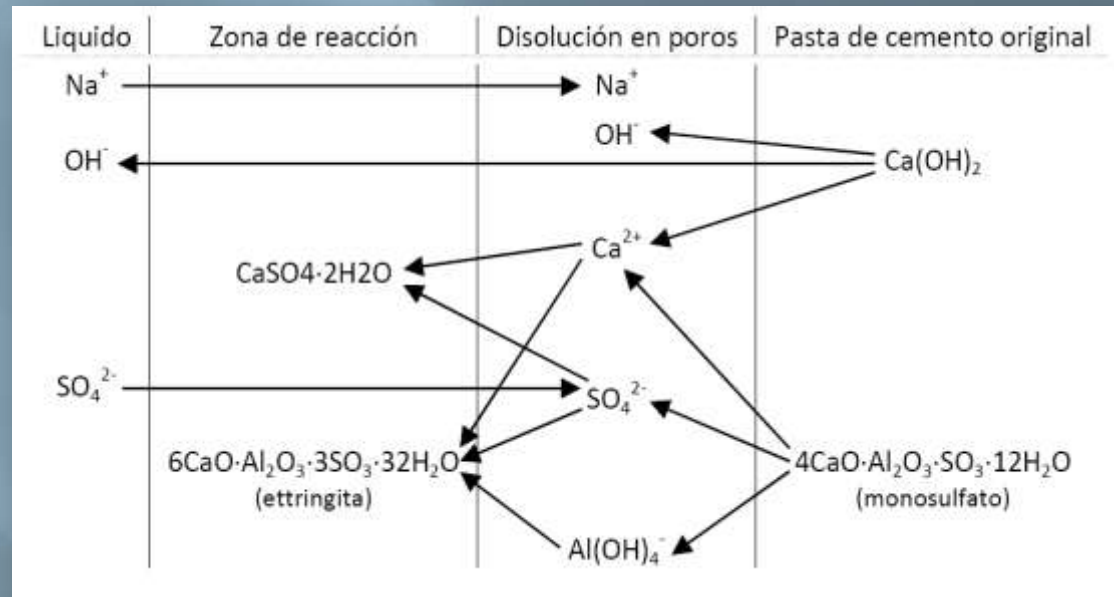 Liquido Zona de reacción Disolución en poros Pasta de cemento original
Na⁺ Na⁺
OH⁻
OH⁻ Ca(OH)₂
Ca²⁺
CaSO4·2H2O
SO₄²⁻ SO₄²⁻
6CaO·Al₂O₃·3SO₃·32H₂O 4CaO·Al₂O₃·SO₃·12H₂O
(ettringita) (monosulfato)
Al(OH)₄⁻